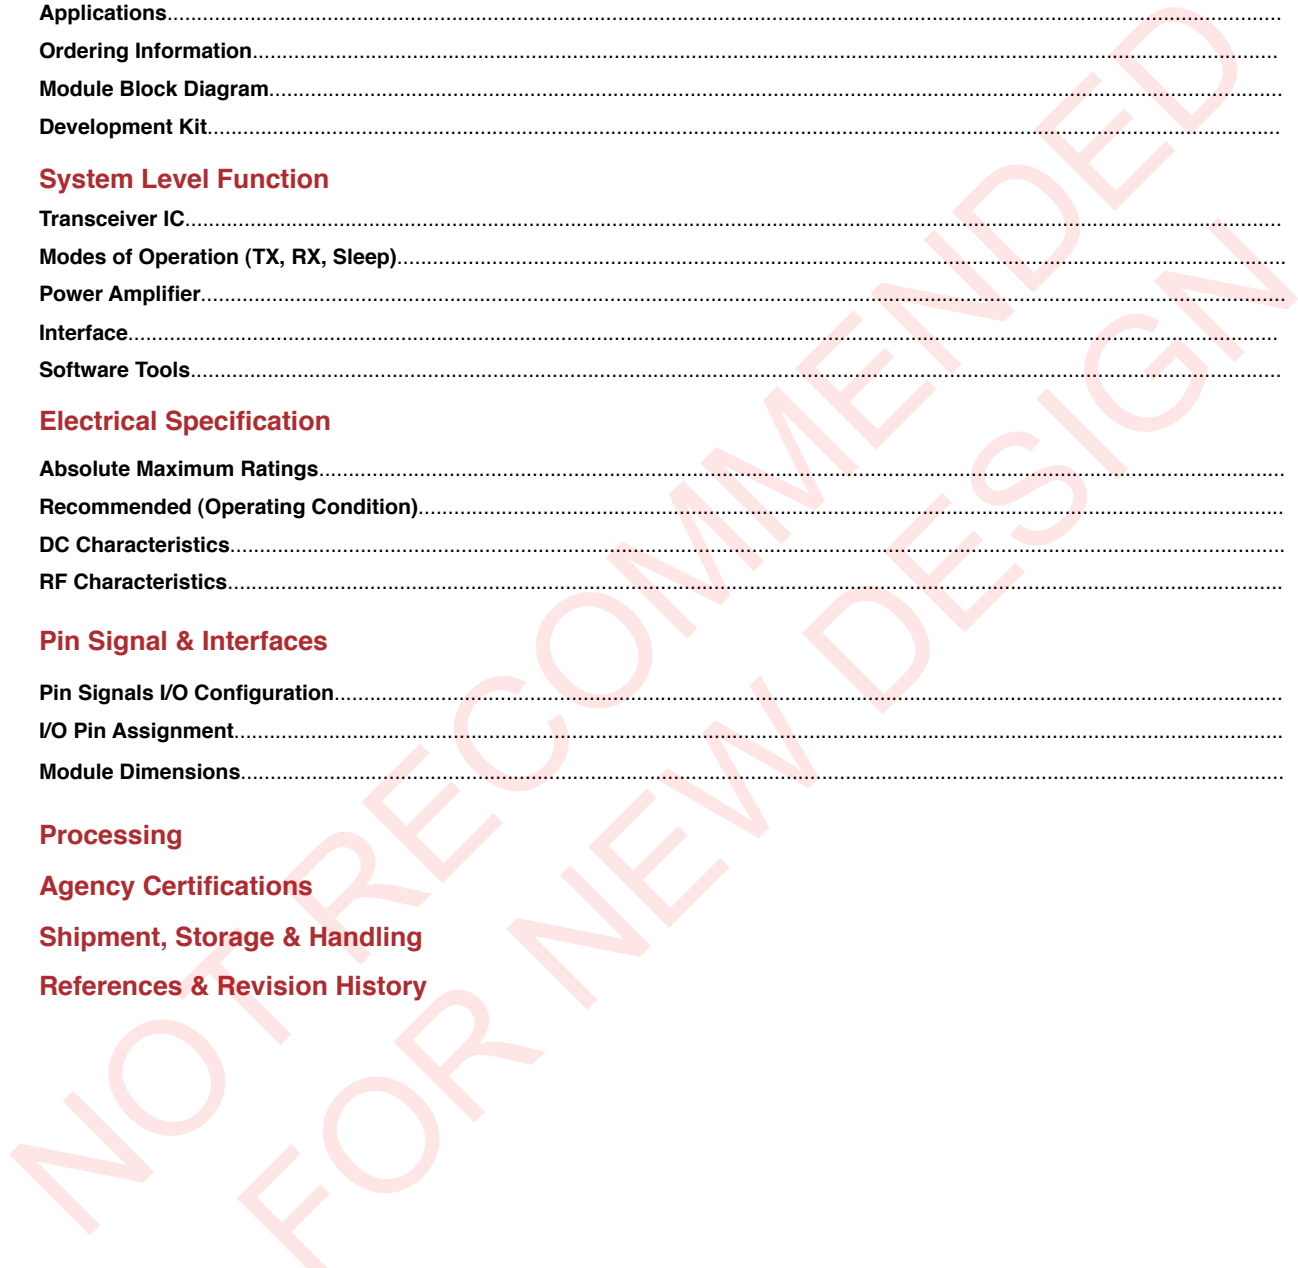 Applications........................................................................................................................
Ordering Information........................................................................................................................
Module Block Diagram........................................................................................................................
Development Kit........................................................................................................................
System Level Function
Transceiver IC........................................................................................................................
Modes of Operation (TX, RX, Sleep)........................................................................................................................
Power Amplifier........................................................................................................................
Interface........................................................................................................................
Software Tools........................................................................................................................
Electrical Specification
Absolute Maximum Ratings........................................................................................................................
Recommended (Operating Condition)........................................................................................................................
DC Characteristics........................................................................................................................
RF Characteristics........................................................................................................................
Pin Signal & Interfaces
Pin Signals I/O Configuration........................................................................................................................
I/O Pin Assignment........................................................................................................................
Module Dimensions........................................................................................................................
Processing
Agency Certifications
Shipment, Storage & Handling
References & Revision History
NOT RECOMMENDED
FOR NEW DESIGN